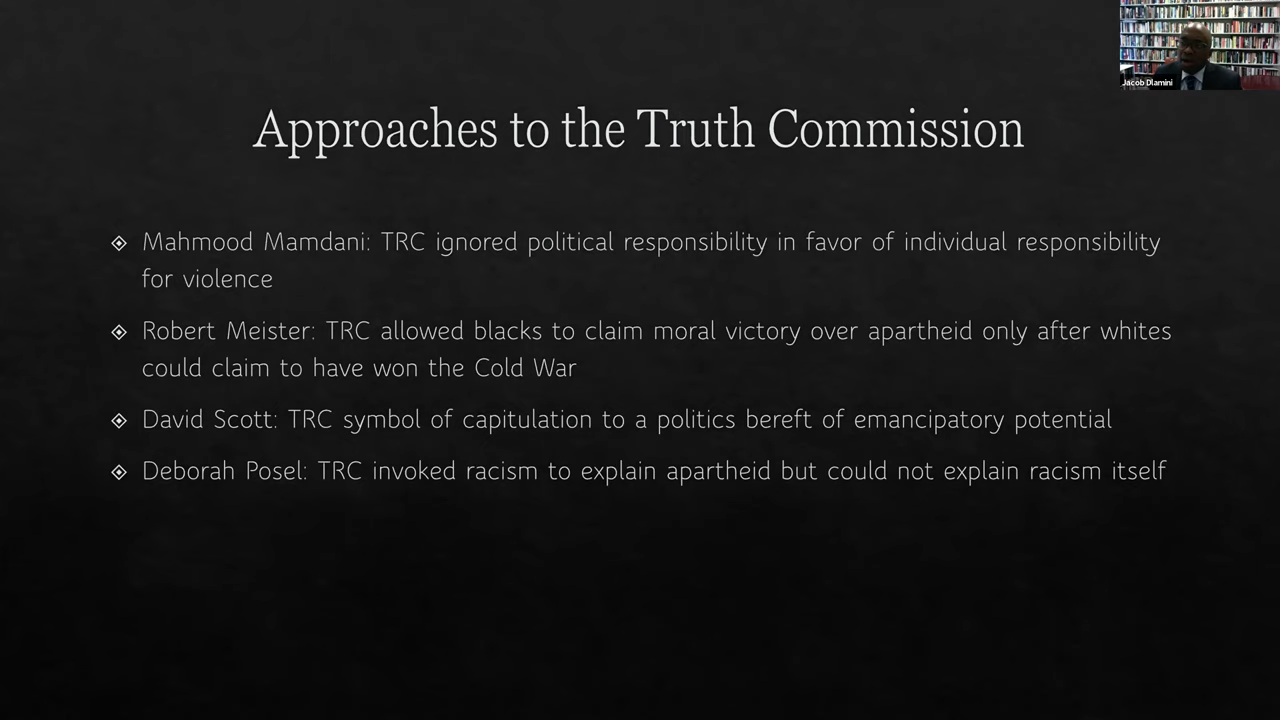 Jacob Dlamini
Approaches to the Truth Commission
Mahmood Mamdani: TRC ignored political responsibility in favor of individual responsibility
for violence
Robert Meister: TRC allowed blacks to claim moral victory over apartheid only after whites
could claim to have won the Cold War
David Scott: TRC symbol of capitulation to a politics bereft of emancipatory potential
Deborah Posel: TRC invoked racism to explain apartheid but could not explain racism itself